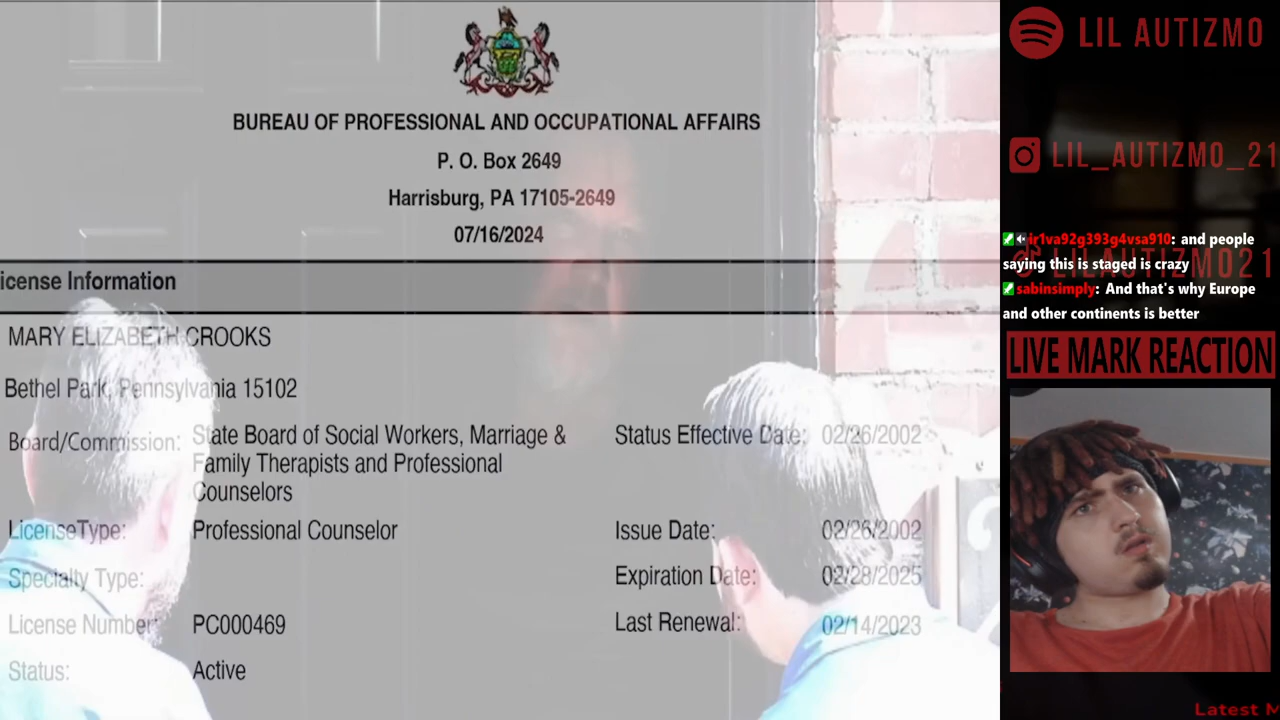 BUREAU OF PROFESSIONAL AND OCCUPATIONAL AFFAIRS
P. O. Box 2649
Harrisburg, PA 17105-2649
07/16/2024
icense Information
MARY ELIZABETH CROOKS
Bethel Park, Pennsylvania 15102
Board/Commission: State Board of Social Workers, Marriage &
Family Therapists and Professional
Counselors
Status Effective Date: 02/26/2002
LicenseType: Professional Counselor
Issue Date: 02/26/2002
Specialty Type:
Expiration Date: 02/28/2025
License Number: PC000469
Last Renewal: 02/14/2023
Status: Active
LIL AUTIZMO
LIL_AUTIZMO_21
ir1va92g393g4vsa910: and people
saying this is staged is crazy
LIL_AUTIZMO21
sabinsimply: And that's why Europe
and other continents is better
LIVE MARK REACTION
Latest M